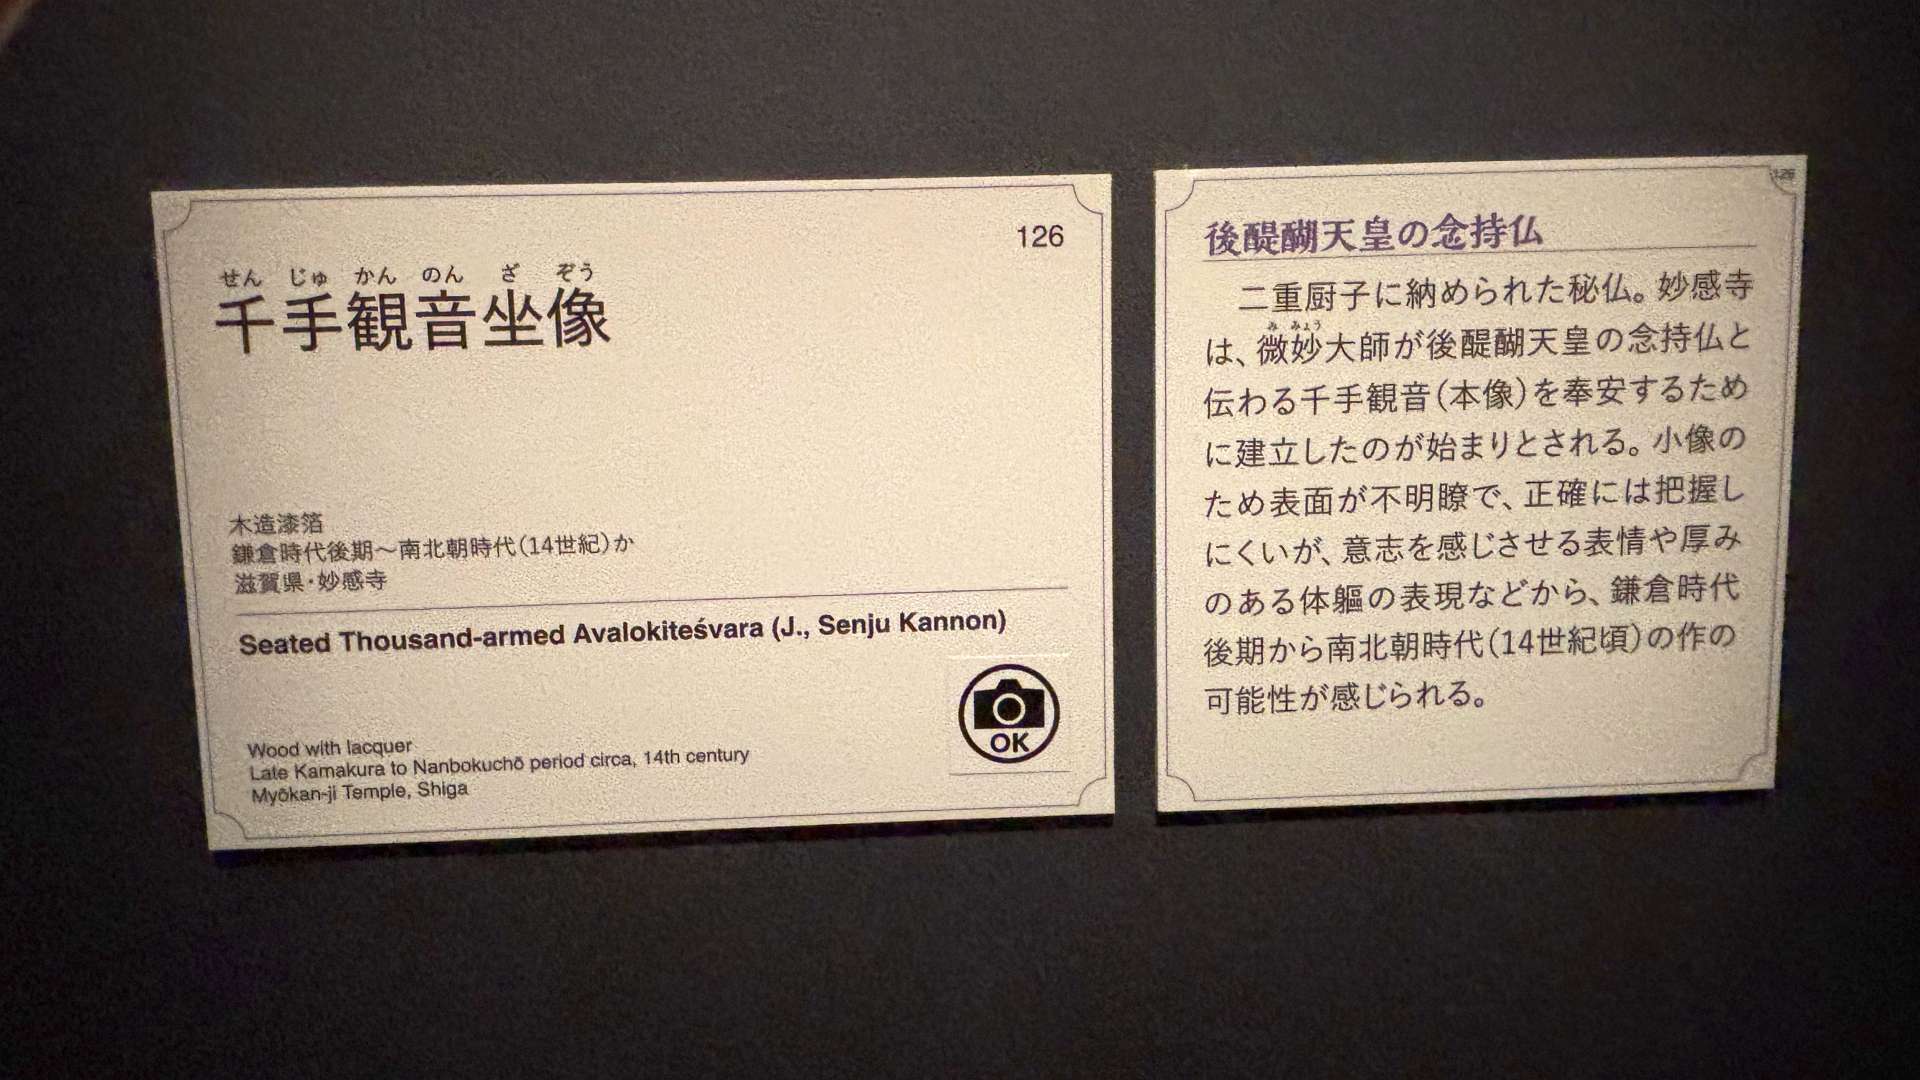 126
せん じゅ かん のん ざ ぞう
千手観音坐像
木造漆箔
鎌倉時代後期～南北朝時代(14世紀)か
滋賀県・妙感寺
Seated Thousand-armed Avalokiteśvara (J., Senju Kannon)
OK
Wood with lacquer
Late Kamakura to Nanbokuchō period circa, 14th century
Myōkan-ji Temple, Shiga
126
後醍醐天皇の念持仏
二重厨子に納められた秘仏。妙感寺
み みょう
は、微妙大師が後醍醐天皇の念持仏と
伝わる千手観音(本像)を奉安するため
に建立したのが始まりとされる。小像の
ため表面が不明瞭で、正確には把握し
にくいが、意志を感じさせる表情や厚み
のある体軀の表現などから、鎌倉時代
後期から南北朝時代(14世紀頃)の作の
可能性が感じられる。